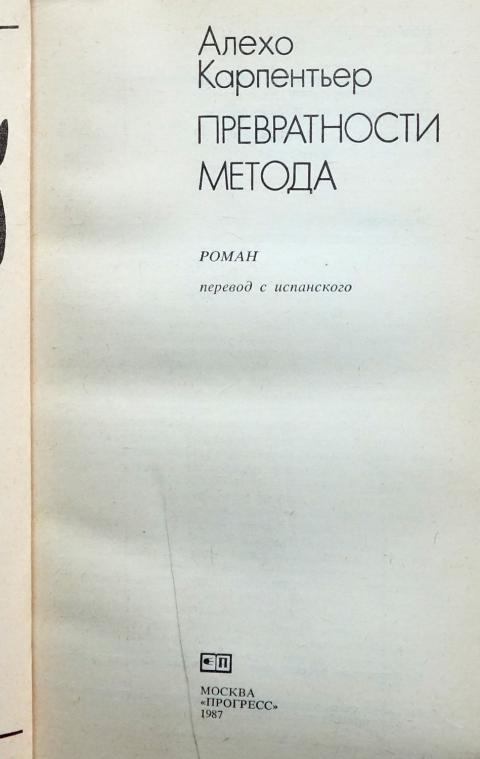 Алехо
Карпентьер
ПРЕВРАТНОСТИ
МЕТОДА
РОМАН
перевод с испанского
П
МОСКВА
«ПРОГРЕСС»
1987